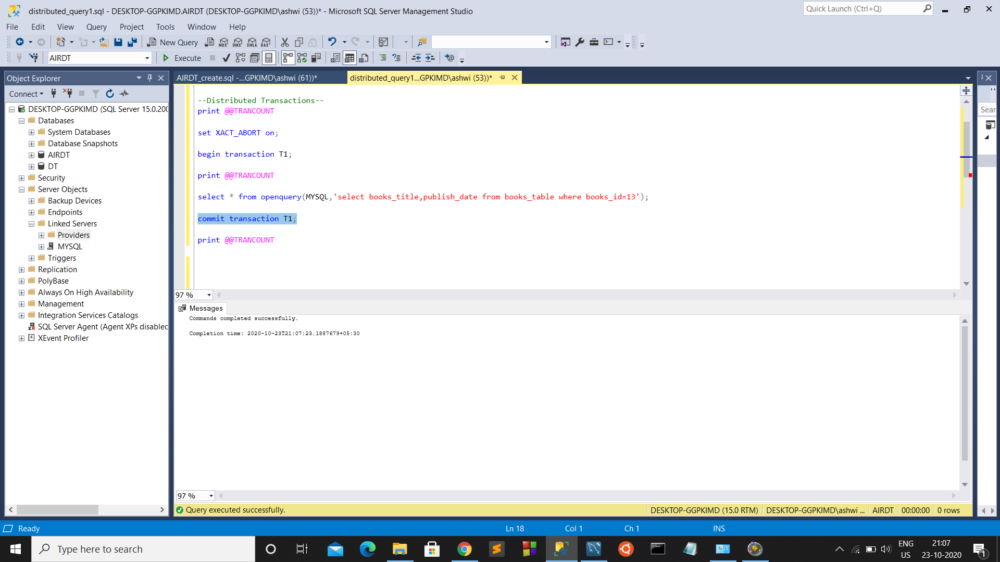 distributed_query1.sql - DESKTOP-GGPKIMD.AIRDT (DESKTOP-GGPKIMD\ashwi (53))* - Microsoft SQL Server Management Studio
Quick Launch (Ctrl+Q)
File Edit View Query Project Tools Window Help
New Query MDX DMX XMLA DAX
AIRDT Execute
Object Explorer
Connect
DESKTOP-GGPKIMD (SQL Server 15.0.200
Databases
System Databases
Database Snapshots
AIRDT
DT
Security
Server Objects
Backup Devices
Endpoints
Linked Servers
Providers
MYSQL
Triggers
Replication
PolyBase
Always On High Availability
Management
Integration Services Catalogs
SQL Server Agent (Agent XPs disablec
XEvent Profiler
AIRDT_create.sql -...GPKIMD\ashwi (61))*
distributed_query1...GPKIMD\ashwi (53))*
--Distributed Transactions--
print @@TRANCOUNT
set XACT_ABORT on;
begin transaction T1;
print @@TRANCOUNT
select * from openquery(MYSQL,'select books_title,publish_date from books_table where books_id=13');
commit transaction T1;
print @@TRANCOUNT
97 %
Messages
Commands completed successfully.
Completion time: 2020-10-23T21:07:23.1887679+05:30
97 %
Query executed successfully.
DESKTOP-GGPKIMD (15.0 RTM) DESKTOP-GGPKIMD\ashwi ... AIRDT 00:00:00 0 rows
Sear
Ready Ln 18 Col 1 Ch 1 INS
Type here to search
ENG
US
21:07
23-10-2020
1